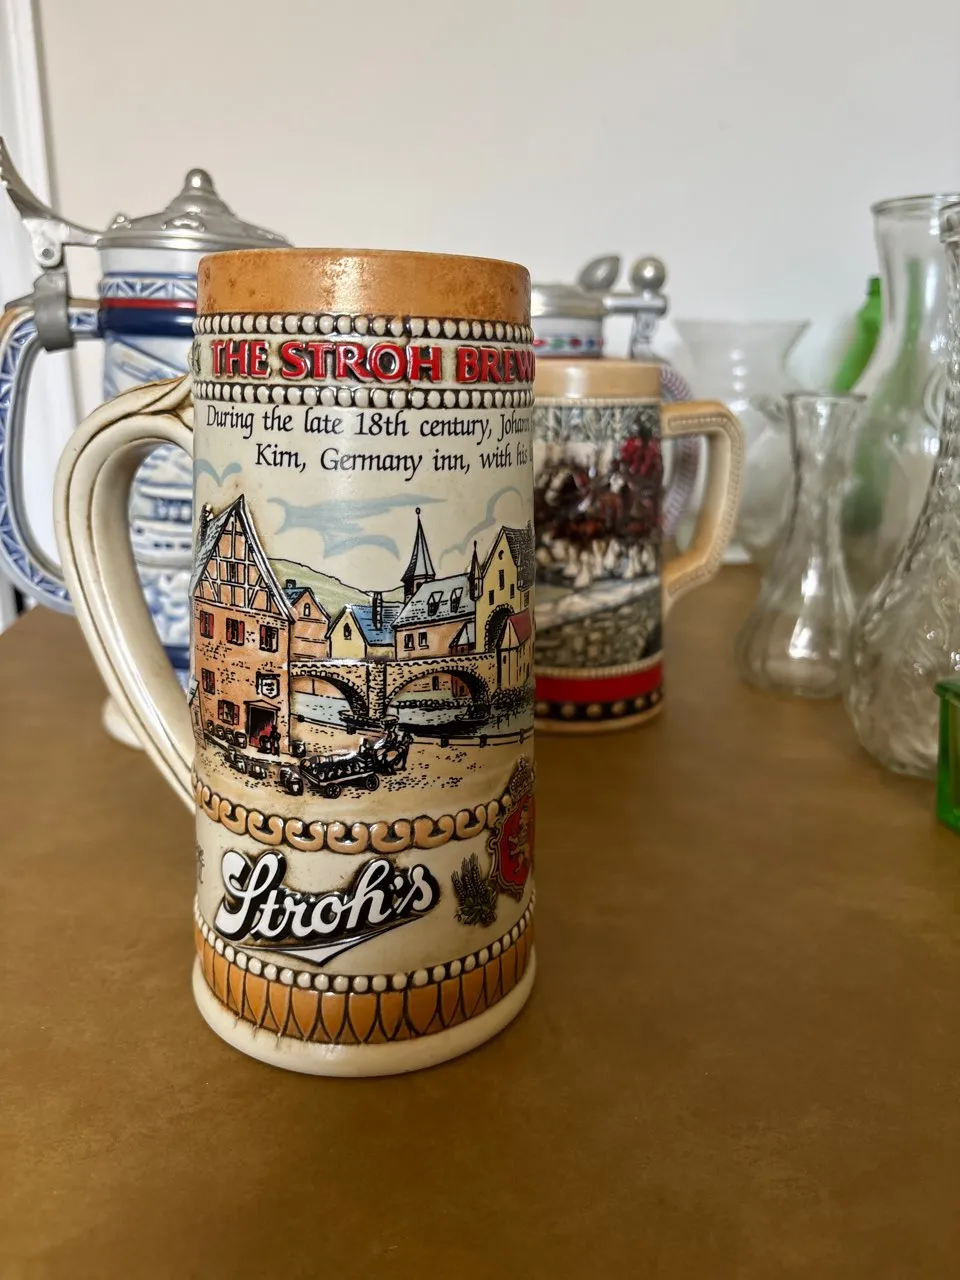 THE STROH BREW
During the late 18th century, Johann
Kirn, Germany inn, with his
Stroh's